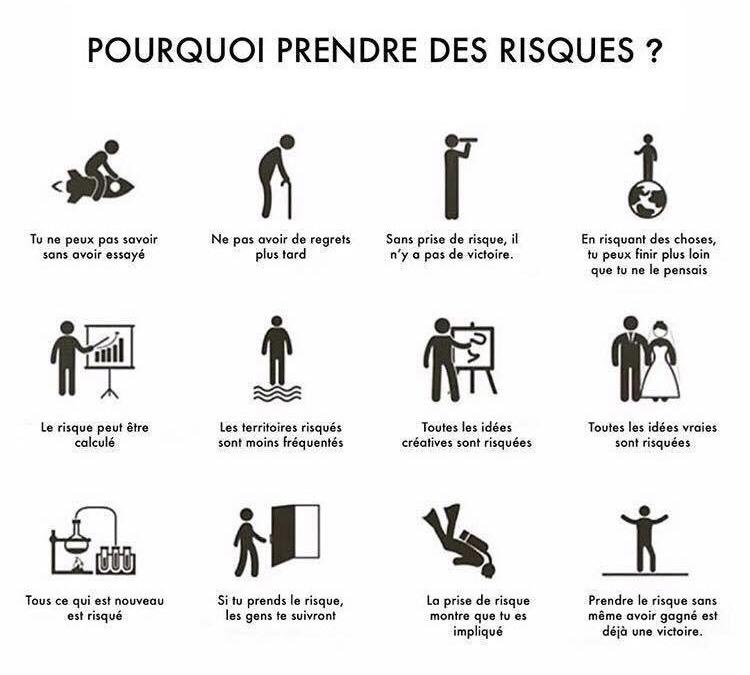 POURQUOI PRENDRE DES RISQUES ?
Tu ne peux pas savoir
sans avoir essayé
Ne pas avoir de regrets
plus tard
Sans prise de risque, il
n'y a pas de victoire.
En risquant des choses,
tu peux finir plus loin
que tu ne le pensais
Le risque peut être
calculé
Les territoires risqués
sont moins fréquentés
Toutes les idées
créatives sont risquées
Toutes les idées vraies
sont risquées
Tous ce qui est nouveau
est risqué
Si tu prends le risque,
les gens te suivront
La prise de risque
montre que tu es
impliqué
Prendre le risque sans
même avoir gagné est
déjà une victoire.